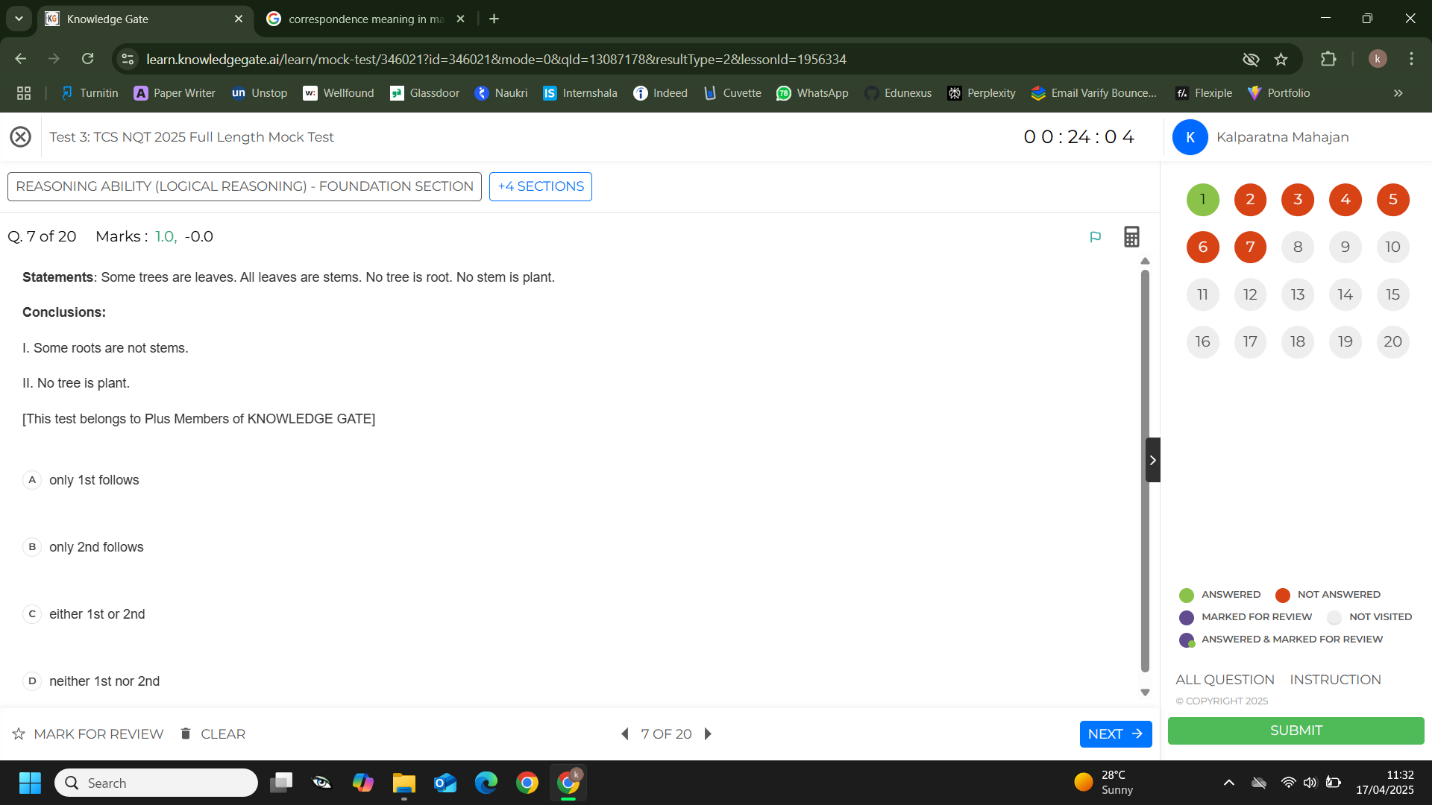 Knowledge Gate
correspondence meaning in ma
learn.knowledgegate.ai/learn/mock-test/346021?id=346021&mode=0&qId=13087178&resultType=2&lessonId=1956334
k
Turnitin
A Paper Writer
un Unstop
w: Wellfound
Glassdoor
Naukri
IS Internshala
Indeed
Cuvette
WhatsApp
Edunexus
Perplexity
Email Varify Bounce...
Flexiple
Portfolio
Test 3: TCS NQT 2025 Full Length Mock Test
00:24:04
K Kalparatna Mahajan
REASONING ABILITY (LOGICAL REASONING) - FOUNDATION SECTION
+4 SECTIONS
Q. 7 of 20 Marks : 1.0, -0.0
Statements: Some trees are leaves. All leaves are stems. No tree is root. No stem is plant.
Conclusions:
I. Some roots are not stems.
II. No tree is plant.
[This test belongs to Plus Members of KNOWLEDGE GATE]
A only 1st follows
B only 2nd follows
C either 1st or 2nd
D neither 1st nor 2nd
1 2 3 4 5
6 7 8 9 10
11 12 13 14 15
16 17 18 19 20
ANSWERED NOT ANSWERED
MARKED FOR REVIEW NOT VISITED
ANSWERED & MARKED FOR REVIEW
ALL QUESTION INSTRUCTION
© COPYRIGHT 2025
SUBMIT
MARK FOR REVIEW CLEAR
7 OF 20
NEXT
Search
28°C
Sunny
11:32
17/04/2025